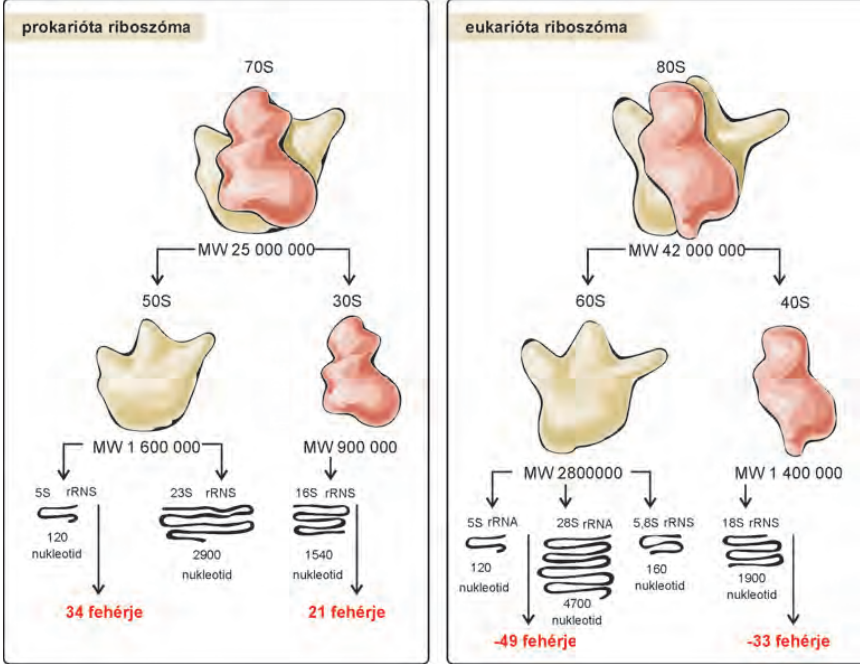 prokarióta riboszóma
70S
MW 25 000 000
50S
30S
MW 1 600 000
MW 900 000
5S rRNS
23S rRNS
16S rRNS
120
nukleotid
2900
nukleotid
1540
nukleotid
34 fehérje
21 fehérje
eukarióta riboszóma
80S
MW 42 000 000
60S
40S
MW 2800000
MW 1 400 000
5S rRNA
28S rRNA
5,8S rRNS
18S rRNS
120
nukleotid
4700
nukleotid
160
nukleotid
1900
nukleotid
-49 fehérje
-33 fehérje